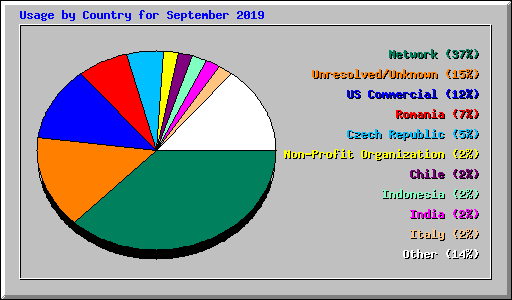 Usage by Country for September 2019
Network (37%)
Unresolved/Unknown (15%)
US Commercial (12%)
Romania (7%)
Czech Republic (5%)
Non-Profit Organization (2%)
Chile (2%)
Indonesia (2%)
India (2%)
Italy (2%)
Other (14%)